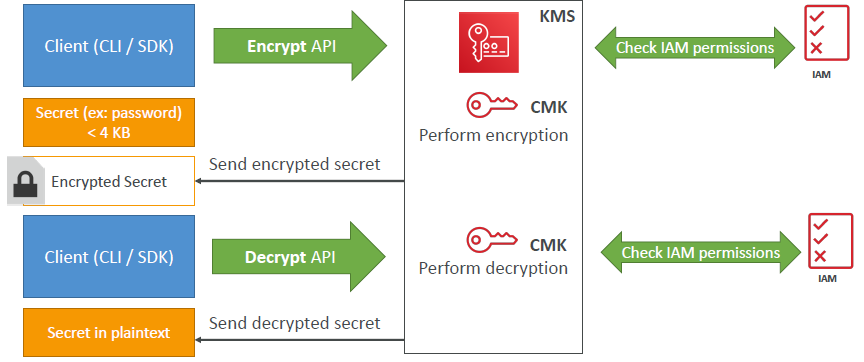 Client (CLI / SDK)
Encrypt API
KMS
Check IAM permissions
IAM
Secret (ex: password)
< 4 KB
CMK
Perform encryption
Send encrypted secret
Encrypted Secret
Client (CLI / SDK)
Decrypt API
CMK
Perform decryption
Check IAM permissions
IAM
Send decrypted secret
Secret in plaintext